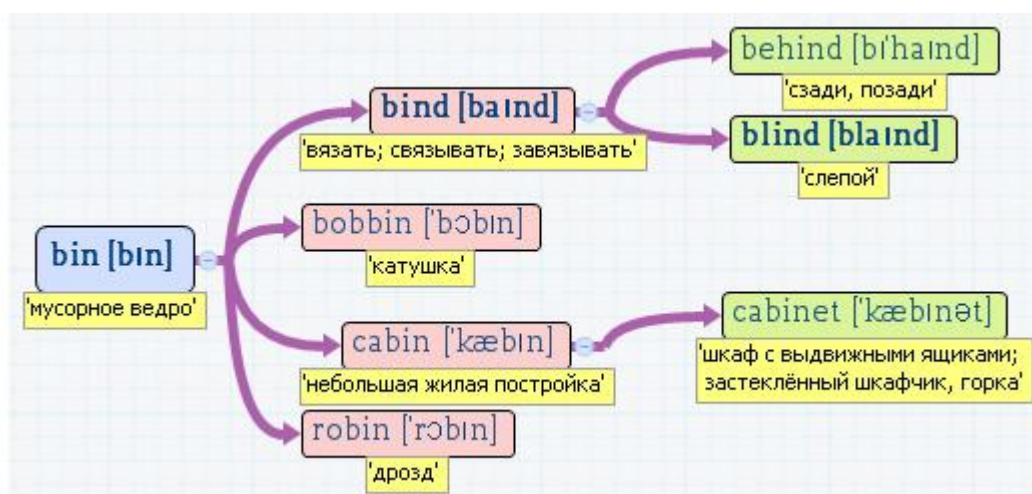 behind [bɪ'haɪnd]
'сзади, позади'
bind [baɪnd]
'вязать; связывать; завязывать'
blind [blaɪnd]
'слепой'
bobbin ['bɔbɪn]
'катушка'
bin [bɪn]
'мусорное ведро'
cabinet ['kæbɪnət]
'шкаф с выдвижными ящиками;
застеклённый шкафчик, горка'
cabin ['kæbɪn]
'небольшая жилая постройка'
robin ['rɔbɪn]
'дрозд'